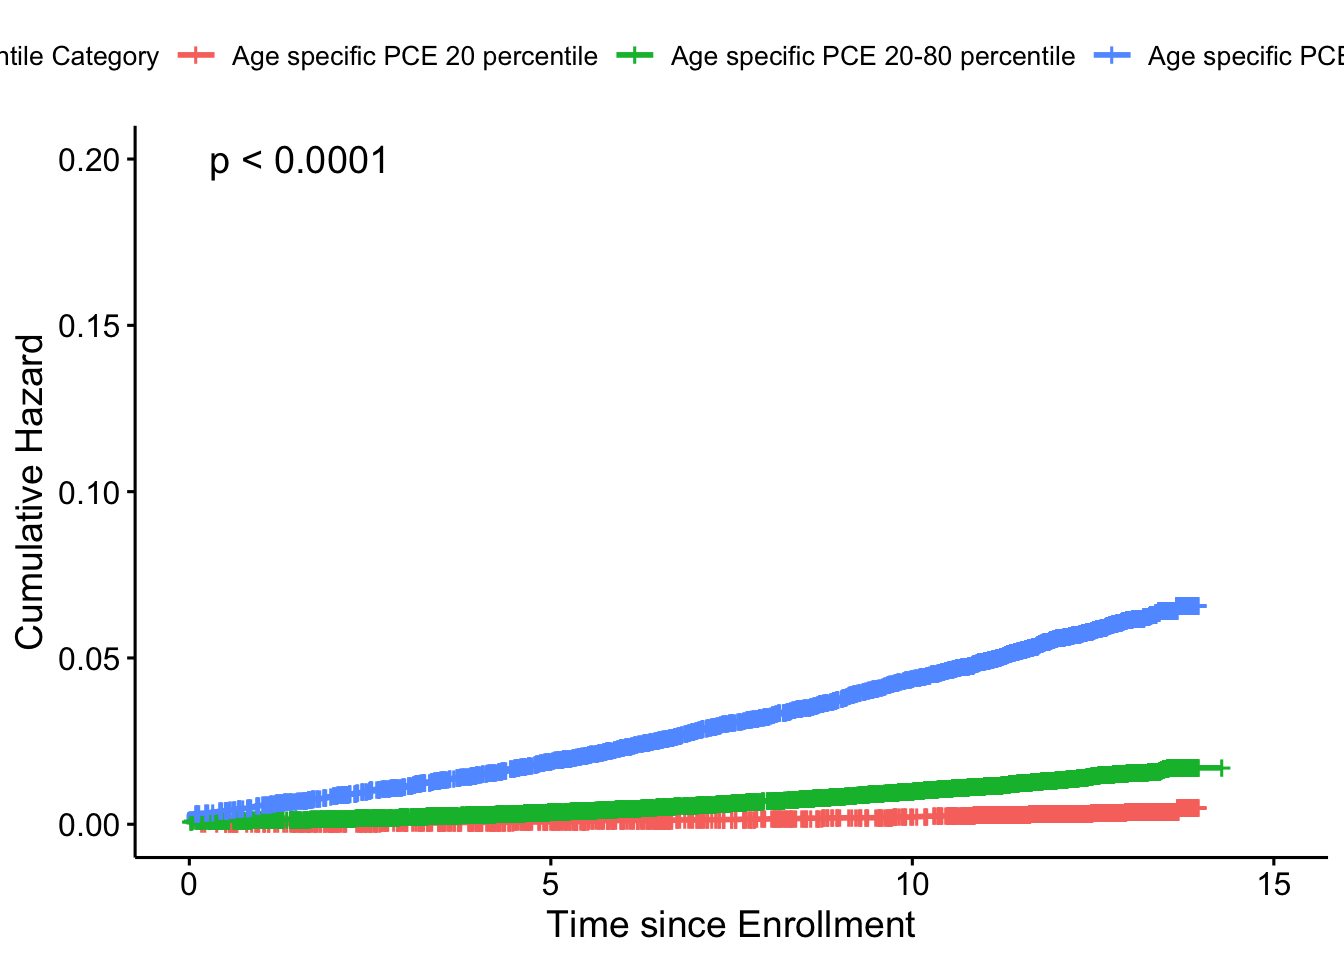 ntile Category Age specific PCE 20 percentile Age specific PCE 20-80 percentile Age specific PCE
p < 0.0001
0.20
0.15
0.10
0.05
0.00
Cumulative Hazard
0 5 10 15
Time since Enrollment